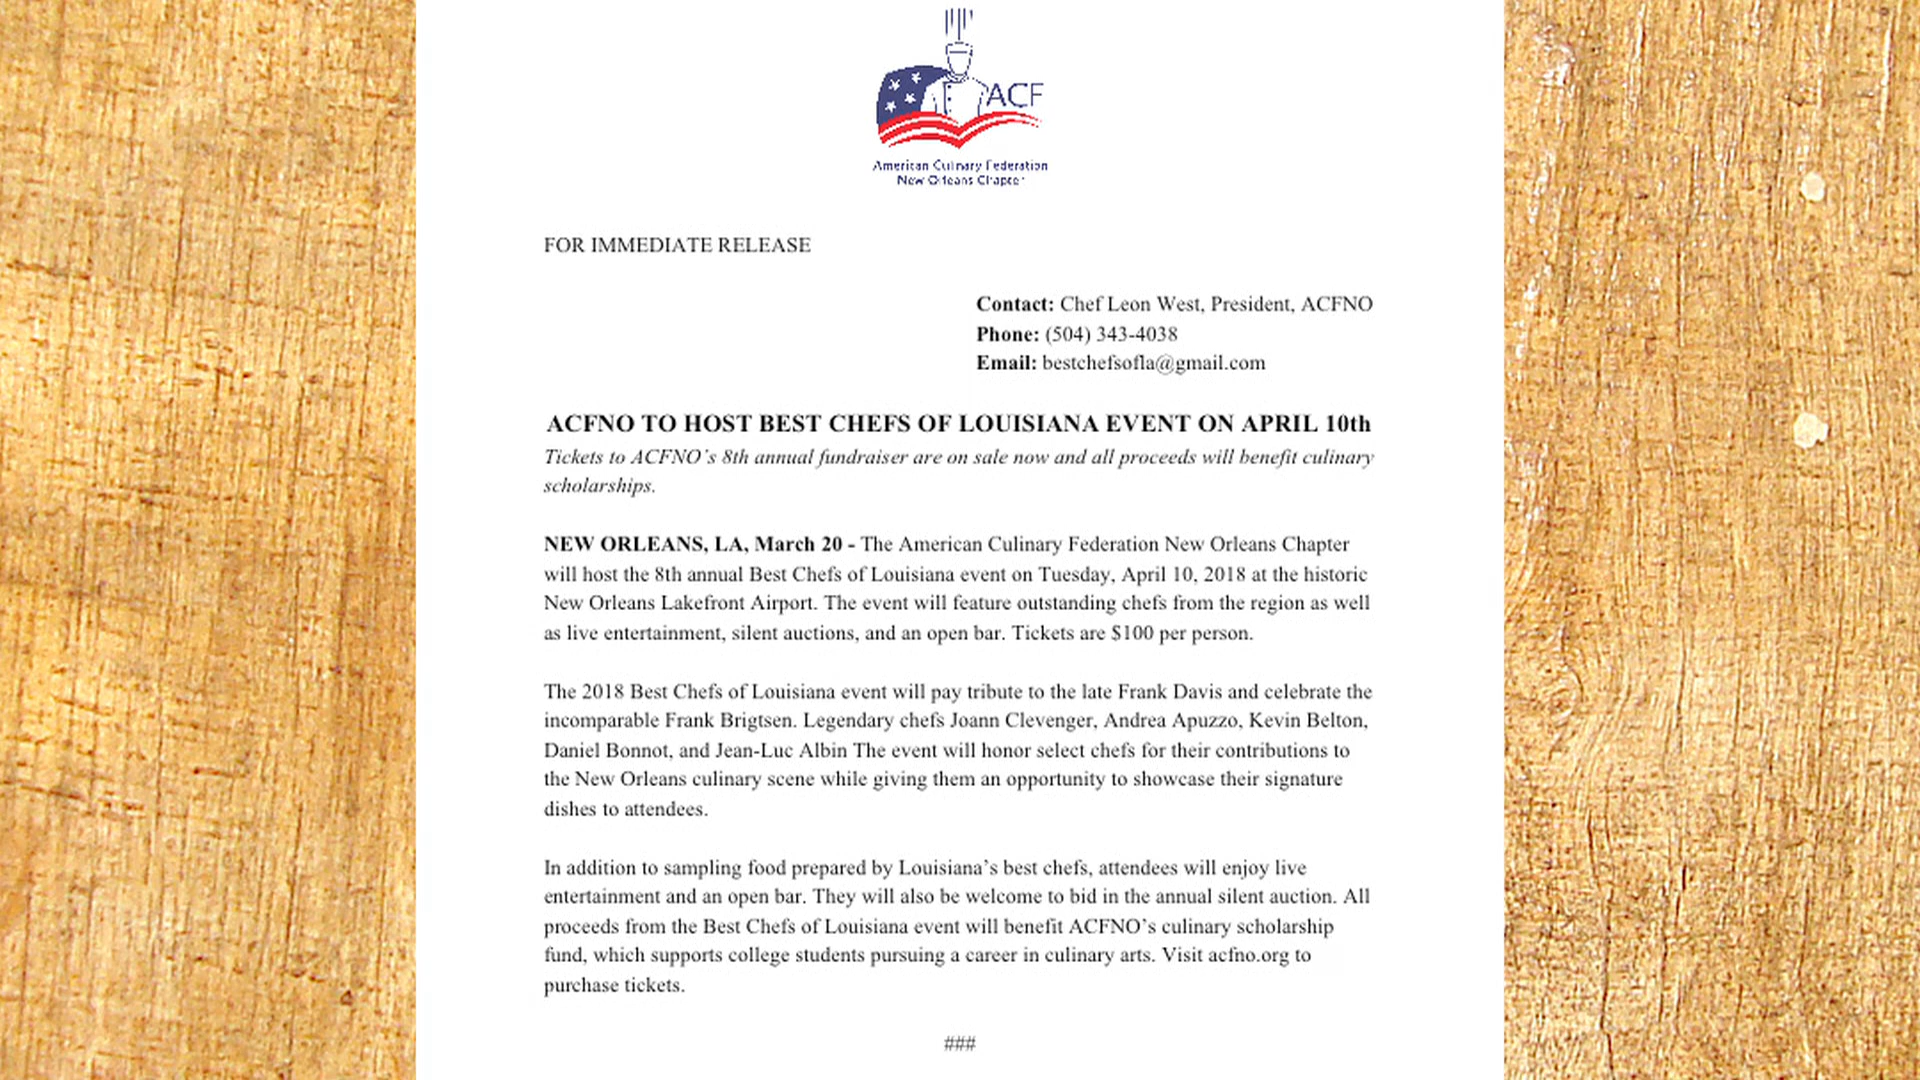 ACF
American Culinary Federation
New Orleans Chapter
FOR IMMEDIATE RELEASE
Contact: Chef Leon West, President, ACFNO
Phone: (504) 343-4038
Email: bestchefsofla@gmail.com
ACFNO TO HOST BEST CHEFS OF LOUISIANA EVENT ON APRIL 10th
Tickets to ACFNO's 8th annual fundraiser are on sale now and all proceeds will benefit culinary
scholarships.
NEW ORLEANS, LA, March 20 - The American Culinary Federation New Orleans Chapter
will host the 8th annual Best Chefs of Louisiana event on Tuesday, April 10, 2018 at the historic
New Orleans Lakefront Airport. The event will feature outstanding chefs from the region as well
as live entertainment, silent auctions, and an open bar. Tickets are $100 per person.
The 2018 Best Chefs of Louisiana event will pay tribute to the late Frank Davis and celebrate the
incomparable Frank Brigtsen. Legendary chefs Joann Clevenger, Andrea Apuzzo, Kevin Belton,
Daniel Bonnot, and Jean-Luc Albin The event will honor select chefs for their contributions to
the New Orleans culinary scene while giving them an opportunity to showcase their signature
dishes to attendees.
In addition to sampling food prepared by Louisiana's best chefs, attendees will enjoy live
entertainment and an open bar. They will also be welcome to bid in the annual silent auction. All
proceeds from the Best Chefs of Louisiana event will benefit ACFNO's culinary scholarship
fund, which supports college students pursuing a career in culinary arts. Visit acfno.org to
purchase tickets.
###